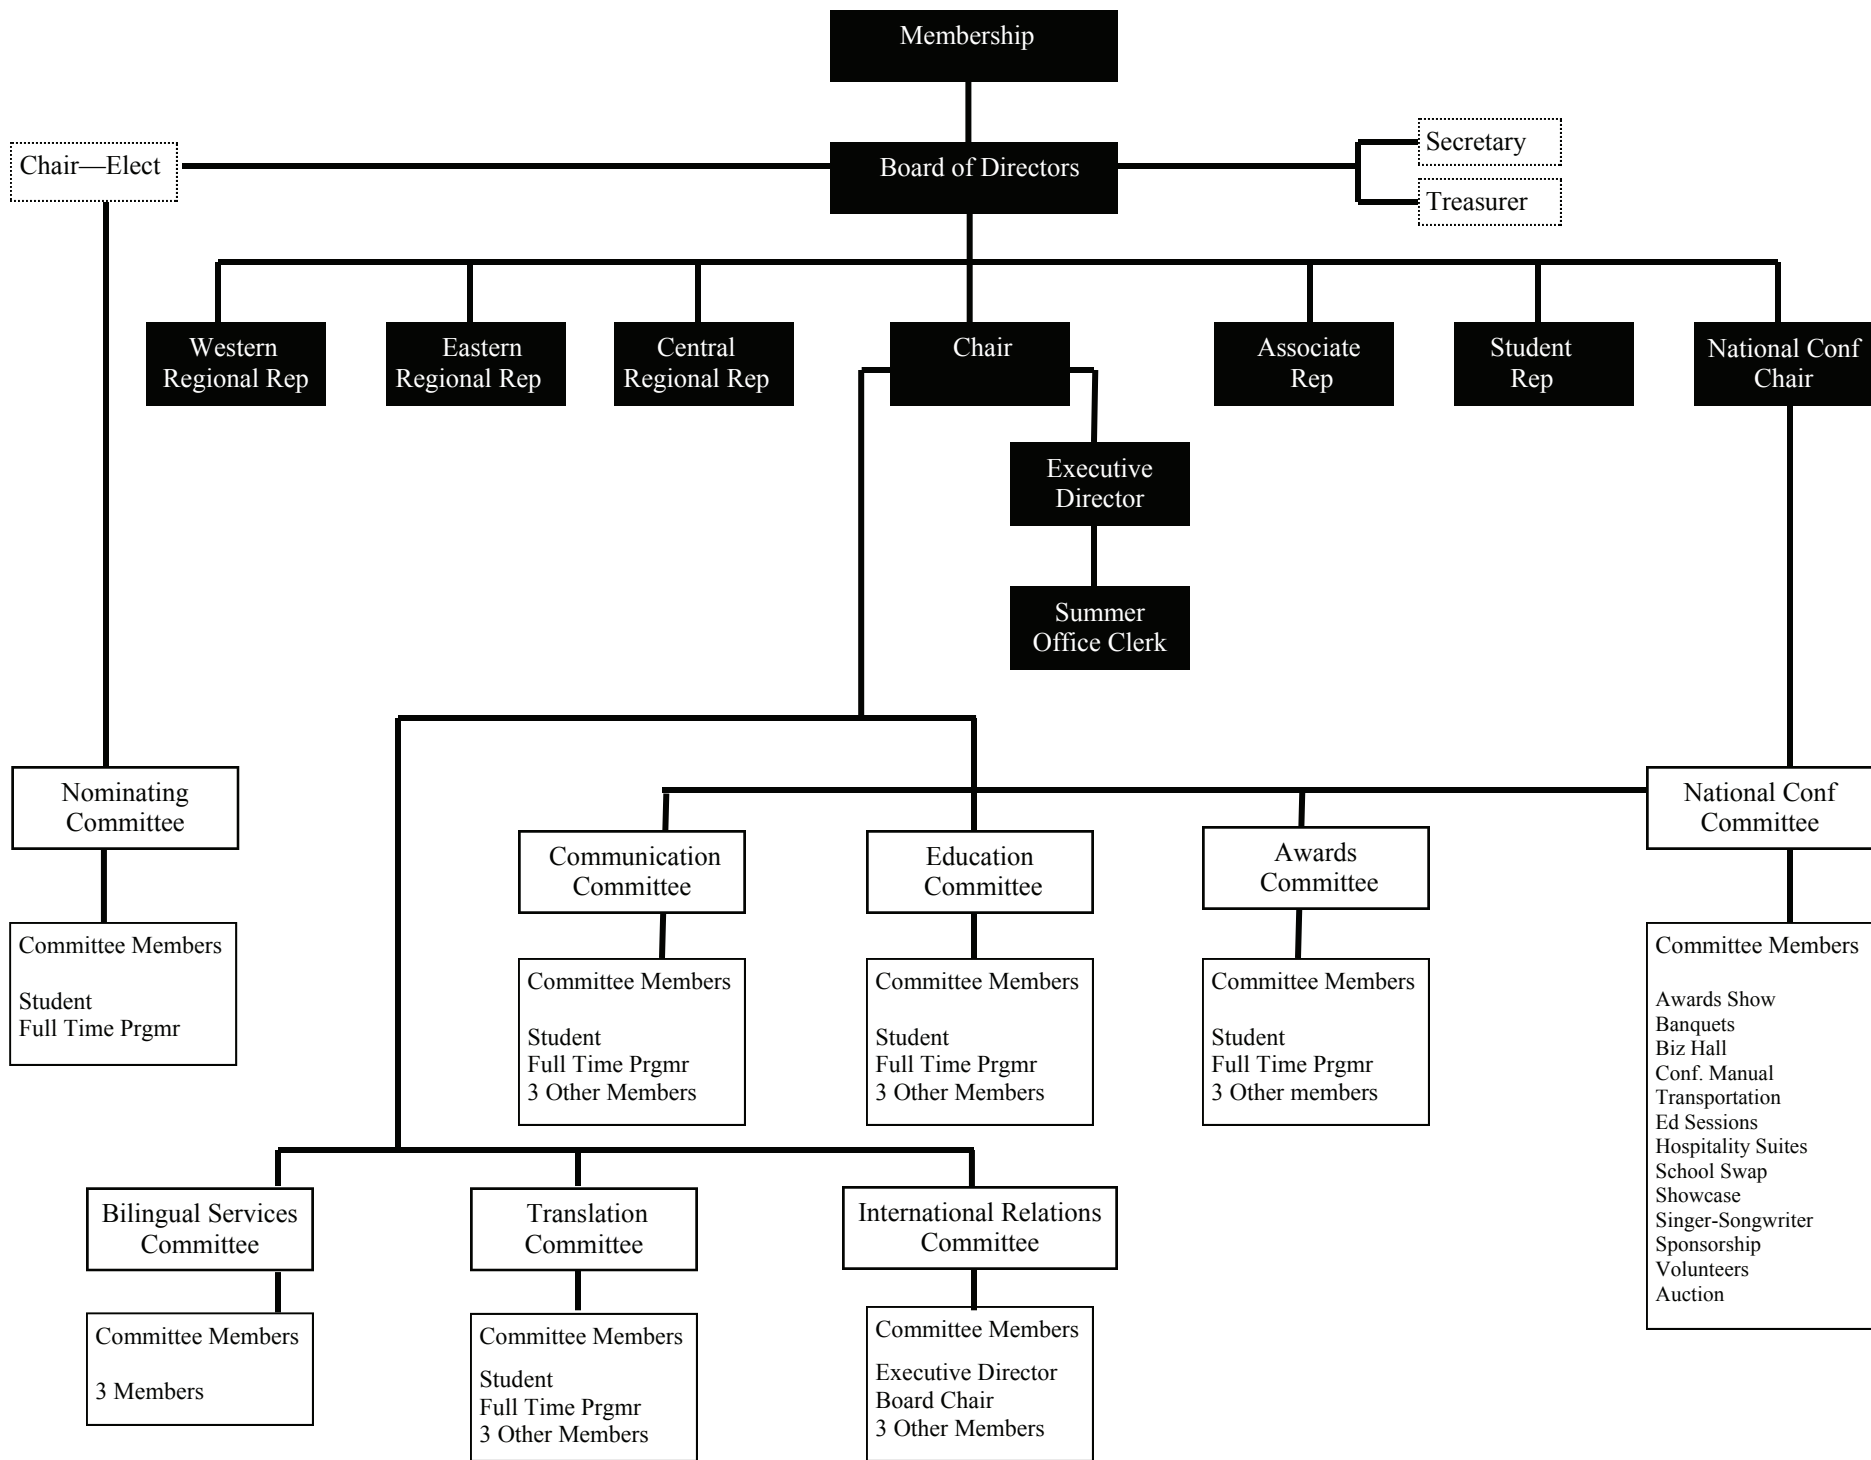 Membership
Chair—Elect
Board of Directors
Secretary
Treasurer
Western
Regional Rep
Eastern
Regional Rep
Central
Regional Rep
Chair
Associate
Rep
Student
Rep
National Conf
Chair
Executive
Director
Summer
Office Clerk
Nominating
Committee
National Conf
Committee
Communication
Committee
Education
Committee
Awards
Committee
Committee Members
Student
Full Time Prgmr
Committee Members
Student
Full Time Prgmr
3 Other Members
Committee Members
Student
Full Time Prgmr
3 Other Members
Committee Members
Student
Full Time Prgmr
3 Other members
Committee Members
Awards Show
Banquets
Biz Hall
Conf. Manual
Transportation
Ed Sessions
Hospitality Suites
School Swap
Showcase
Singer-Songwriter
Sponsorship
Volunteers
Auction
Bilingual Services
Committee
Translation
Committee
International Relations
Committee
Committee Members
3 Members
Committee Members
Student
Full Time Prgmr
3 Other Members
Committee Members
Executive Director
Board Chair
3 Other Members